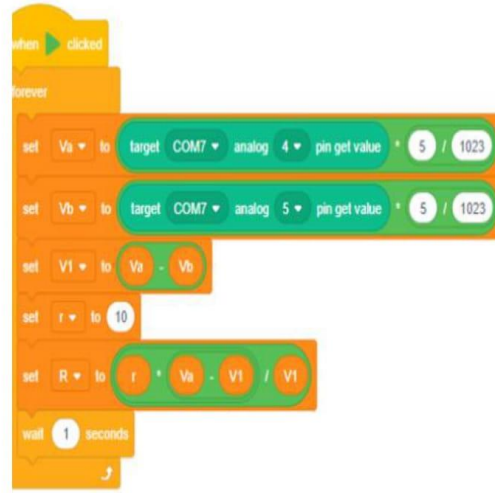 when clicked
forever
set Va to target COM7 analog 4 pin get value * 5 / 1023
set Vb to target COM7 analog 5 pin get value * 5 / 1023
set V1 to Va - Vb
set r to 10
set R to r * Va - V1 / V1
wait 1 seconds